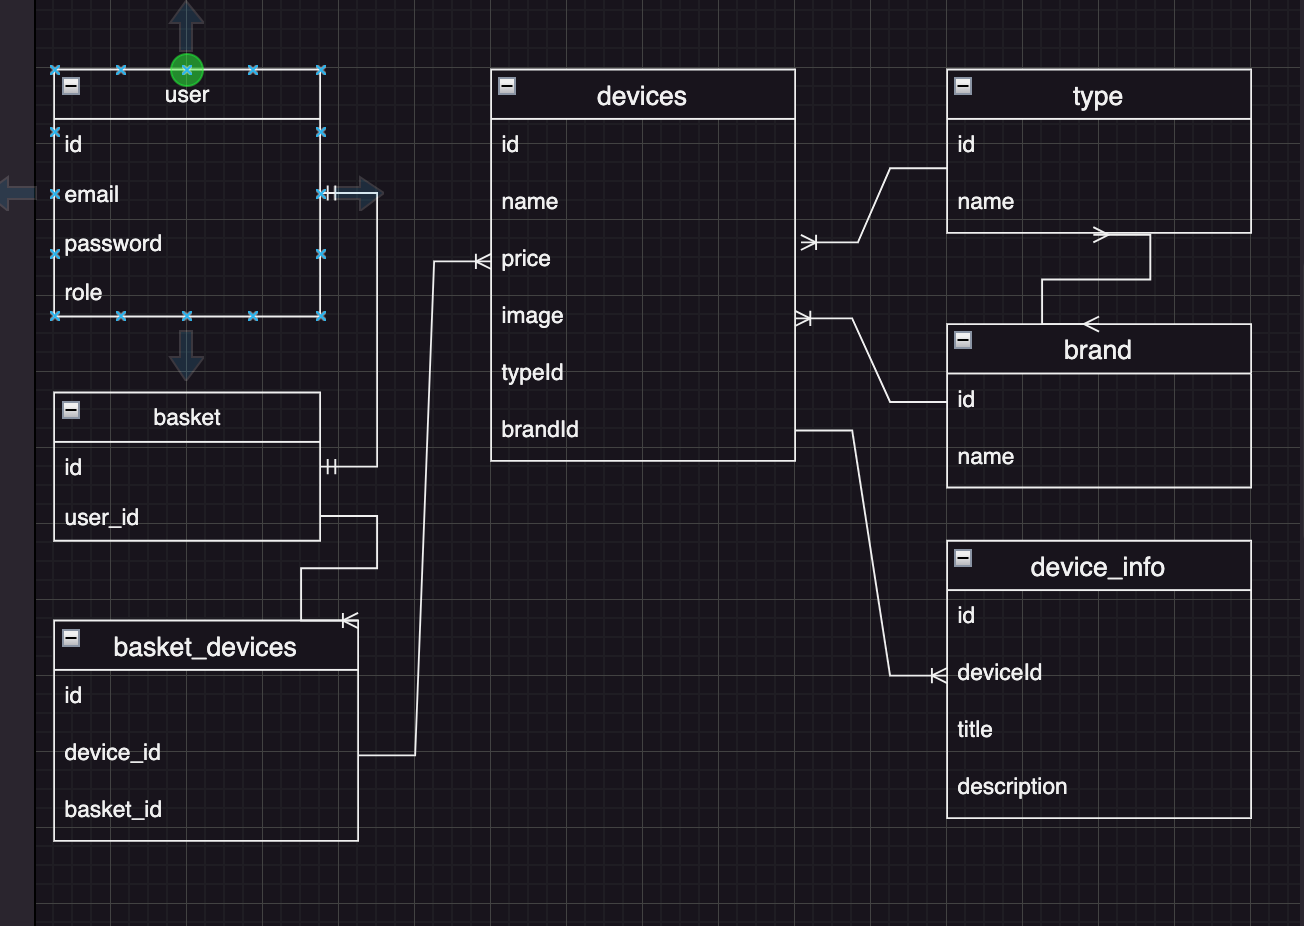 user
id
email
password
role
basket
id
user_id
basket_devices
id
device_id
basket_id
devices
id
name
price
image
typeId
brandId
type
id
name
brand
id
name
device_info
id
deviceId
title
description